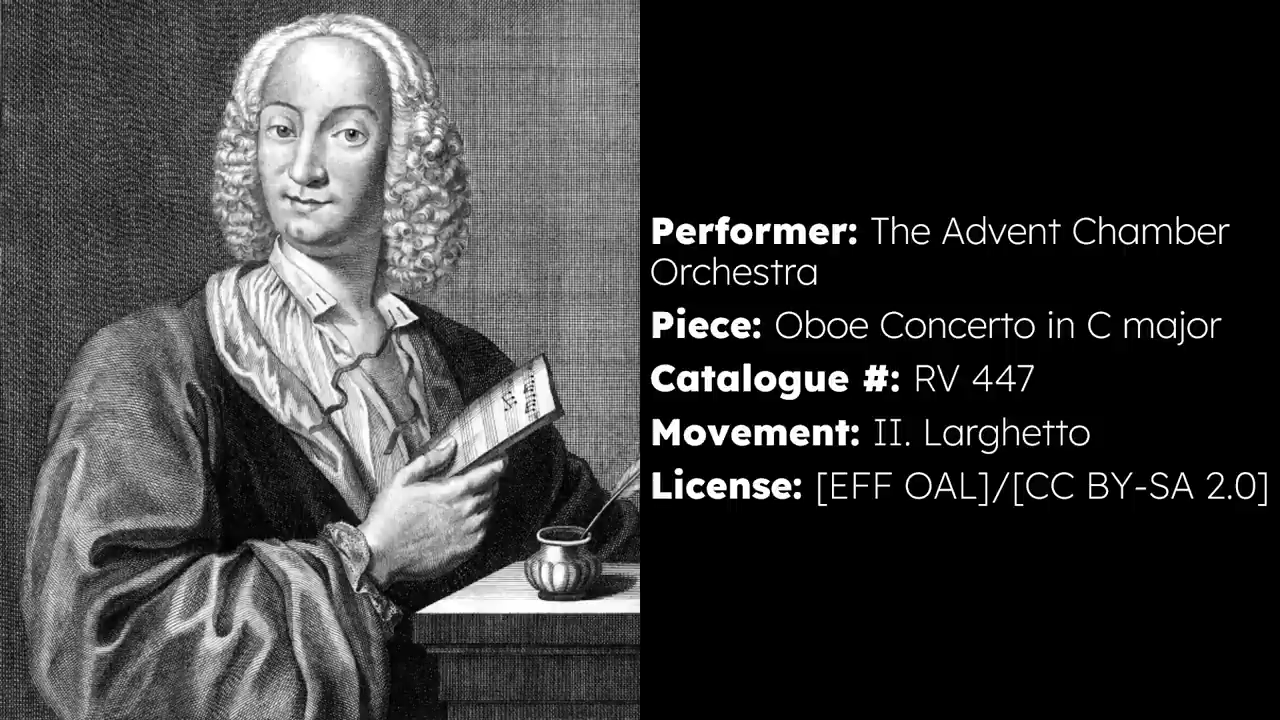 Performer: The Advent Chamber
Orchestra
Piece: Oboe Concerto in C major
Catalogue #: RV 447
Movement: II. Larghetto
License: [EFF OAL]/[CC BY-SA 2.0]